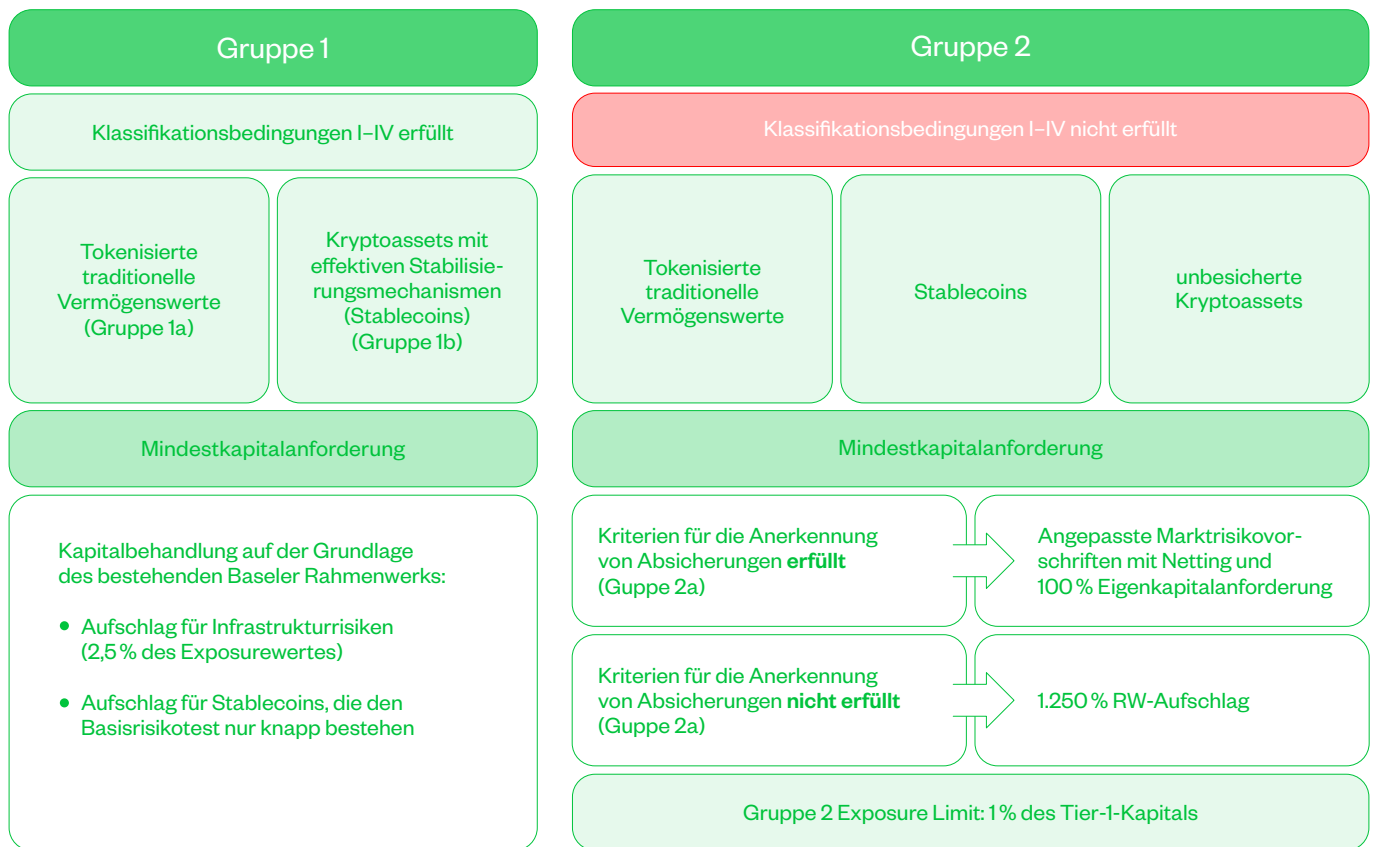 Gruppe 1
Klassifikationsbedingungen I–IV erfüllt
Tokenisierte
traditionelle
Vermögenswerte
(Gruppe 1a)
Kryptoassets mit
effektiven Stabilisie-
rungsmechanismen
(Stablecoins)
(Gruppe 1b)
Mindestkapitalanforderung
Kapitalbehandlung auf der Grundlage
des bestehenden Baseler Rahmenwerks:
• Aufschlag für Infrastrukturrisiken
(2,5 % des Exposurewertes)
• Aufschlag für Stablecoins, die den
Basisrisikotest nur knapp bestehen
Gruppe 2
Klassifikationsbedingungen I–IV nicht erfüllt
Tokenisierte
traditionelle
Vermögenswerte
Stablecoins
unbesicherte
Kryptoassets
Mindestkapitalanforderung
Kriterien für die Anerkennung
von Absicherungen erfüllt
(Guppe 2a)
Angepasste Marktrisikovor-
schriften mit Netting und
100 % Eigenkapitalanforderung
Kriterien für die Anerkennung
von Absicherungen nicht erfüllt
(Guppe 2a)
1.250 % RW-Aufschlag
Gruppe 2 Exposure Limit: 1 % des Tier-1-Kapitals